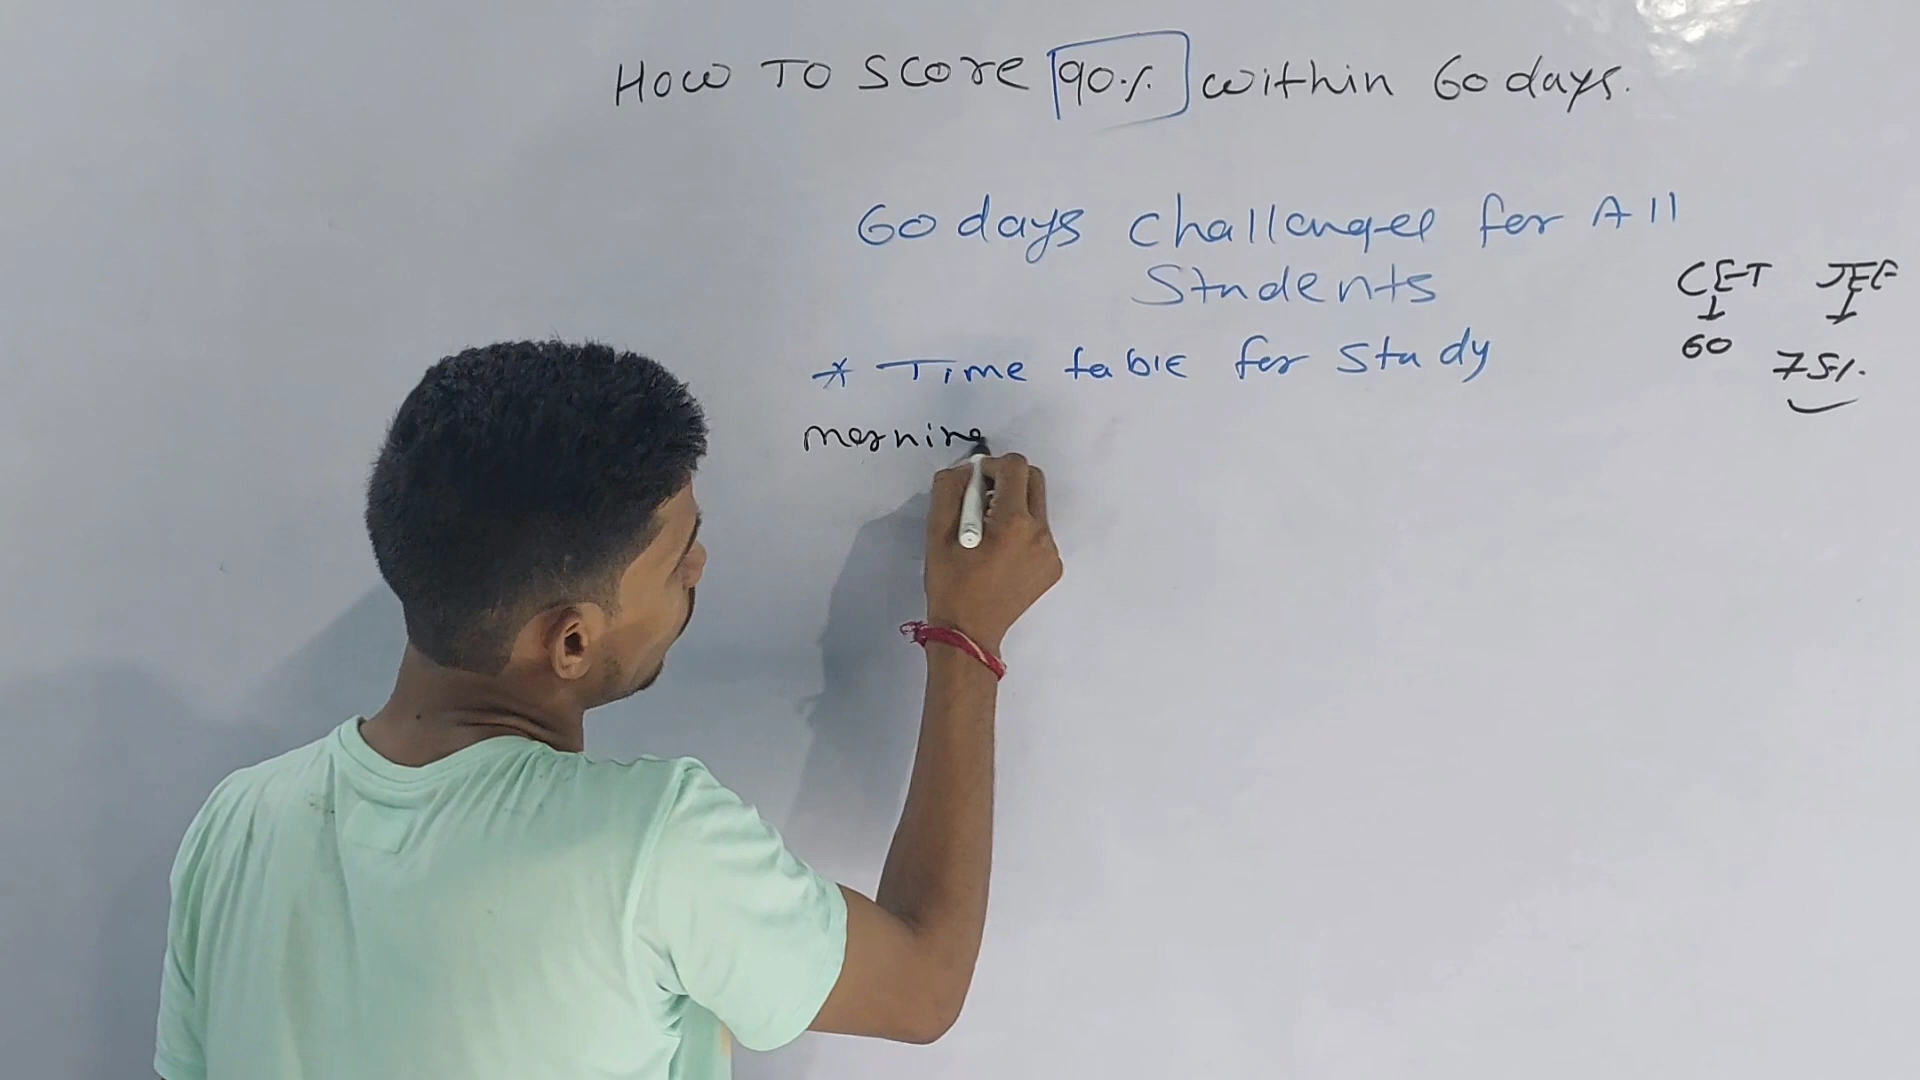 HOW TO SCORE 90% within 60 days.
60 days challenges for All
Students
CET JEE
60 75%.
* Time table for Study
morning